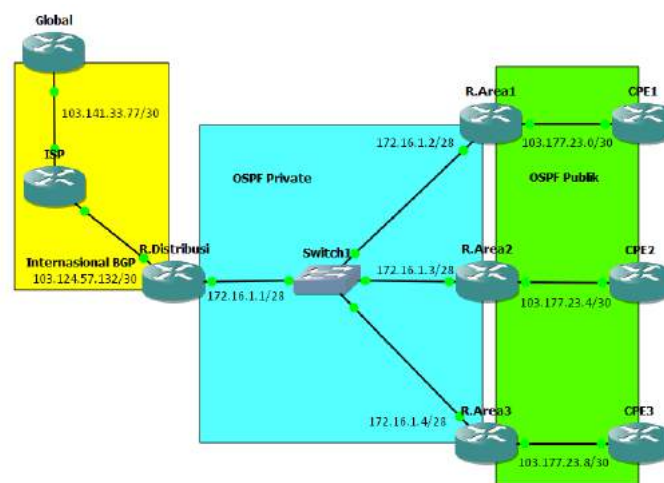 Global
103.141.33.77/30
ISP
Internasional BGP
103.124.57.132/30
R.Distribusi
172.16.1.1/28
OSPF Private
Switch1
172.16.1.2/28
172.16.1.3/28
172.16.1.4/28
R.Area1
R.Area2
R.Area3
OSPF Publik
103.177.23.0/30
103.177.23.4/30
103.177.23.8/30
CPE1
CPE2
CPE3